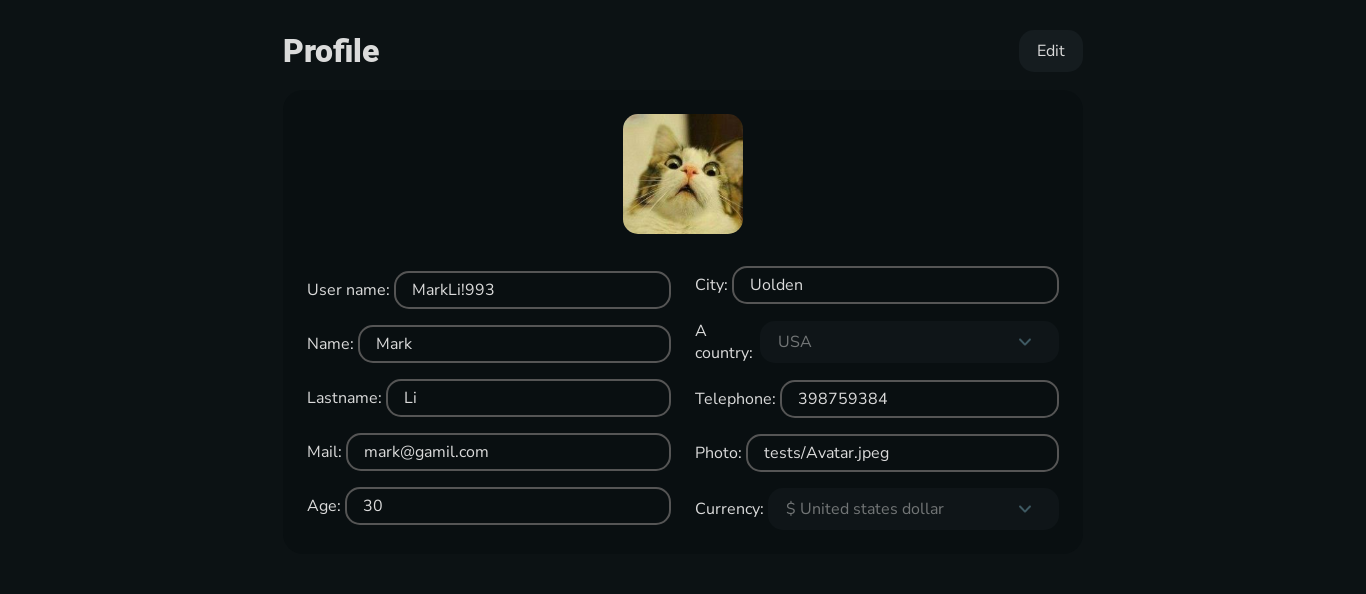 Profile
Edit
User name: MarkLi!993
Name: Mark
Lastname: Li
Mail: mark@gamil.com
Age: 30
City: Uolden
A
country: USA
Telephone: 398759384
Photo: tests/Avatar.jpeg
Currency: $ United states dollar